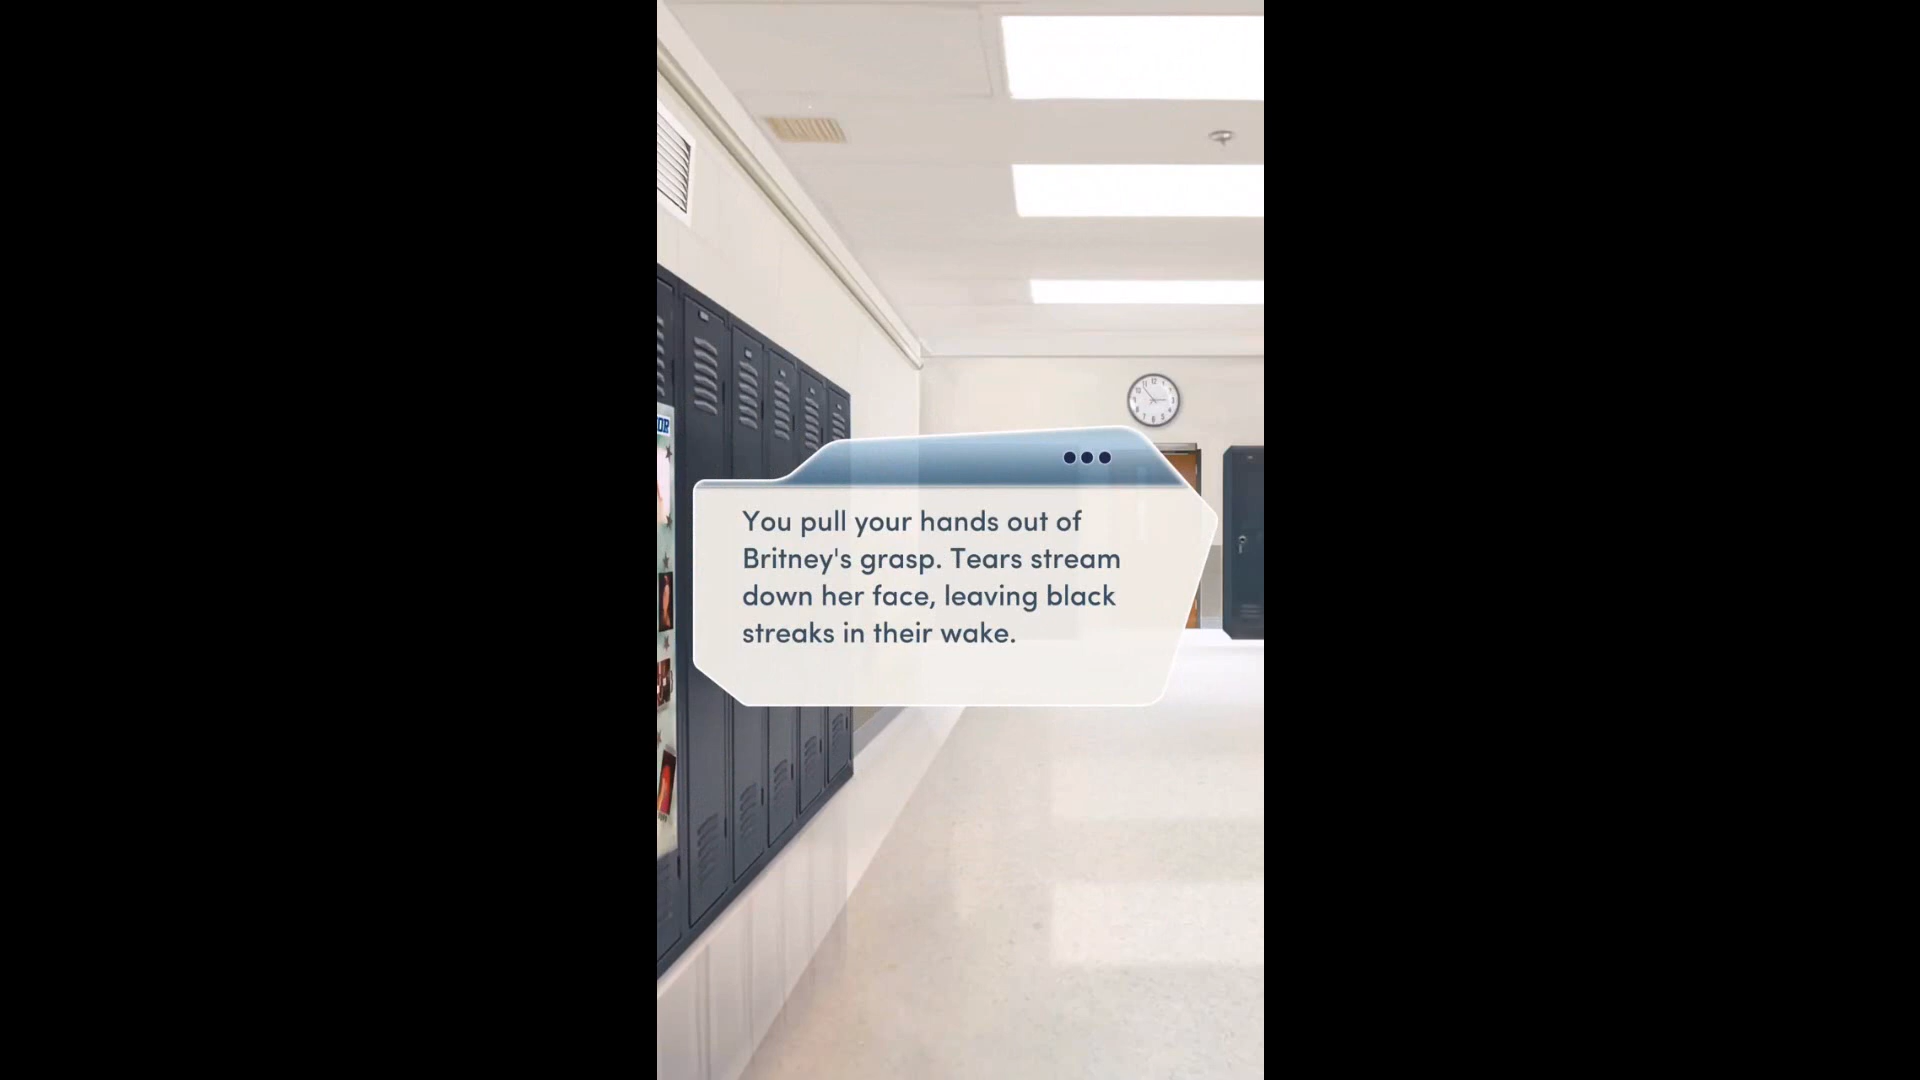 You pull your hands out of
Britney's grasp. Tears stream
down her face, leaving black
streaks in their wake.